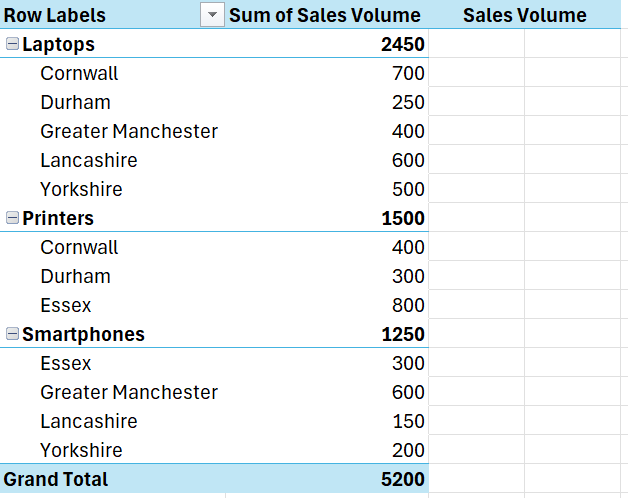 Row Labels Sum of Sales Volume Sales Volume
Laptops 2450
Cornwall 700
Durham 250
Greater Manchester 400
Lancashire 600
Yorkshire 500
Printers 1500
Cornwall 400
Durham 300
Essex 800
Smartphones 1250
Essex 300
Greater Manchester 600
Lancashire 150
Yorkshire 200
Grand Total 5200